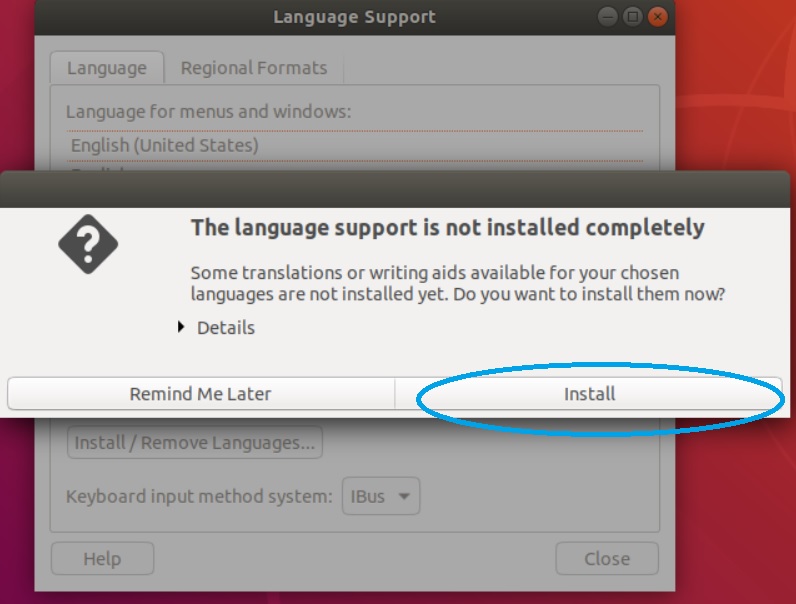 Language Support
Language
Regional Formats
Language for menus and windows:
English (United States)
The language support is not installed completely
Some translations or writing aids available for your chosen
languages are not installed yet. Do you want to install them now?
Details
Remind Me Later
Install
Install / Remove Languages...
Keyboard input method system:
IBus
Help
Close